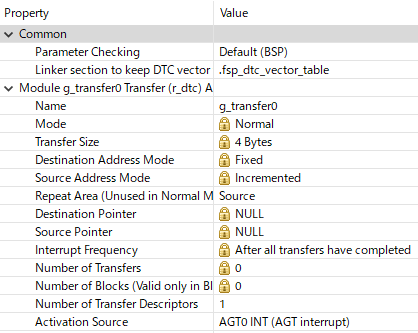 Property Value
Common
Parameter Checking Default (BSP)
Linker section to keep DTC vector .fsp_dtc_vector_table
Module g_transfer0 Transfer (r_dtc) A
Name g_transfer0
Mode Normal
Transfer Size 4 Bytes
Destination Address Mode Fixed
Source Address Mode Incremented
Repeat Area (Unused in Normal M Source
Destination Pointer NULL
Source Pointer NULL
Interrupt Frequency After all transfers have completed
Number of Transfers 0
Number of Blocks (Valid only in Bl 0
Number of Transfer Descriptors 1
Activation Source AGT0 INT (AGT interrupt)